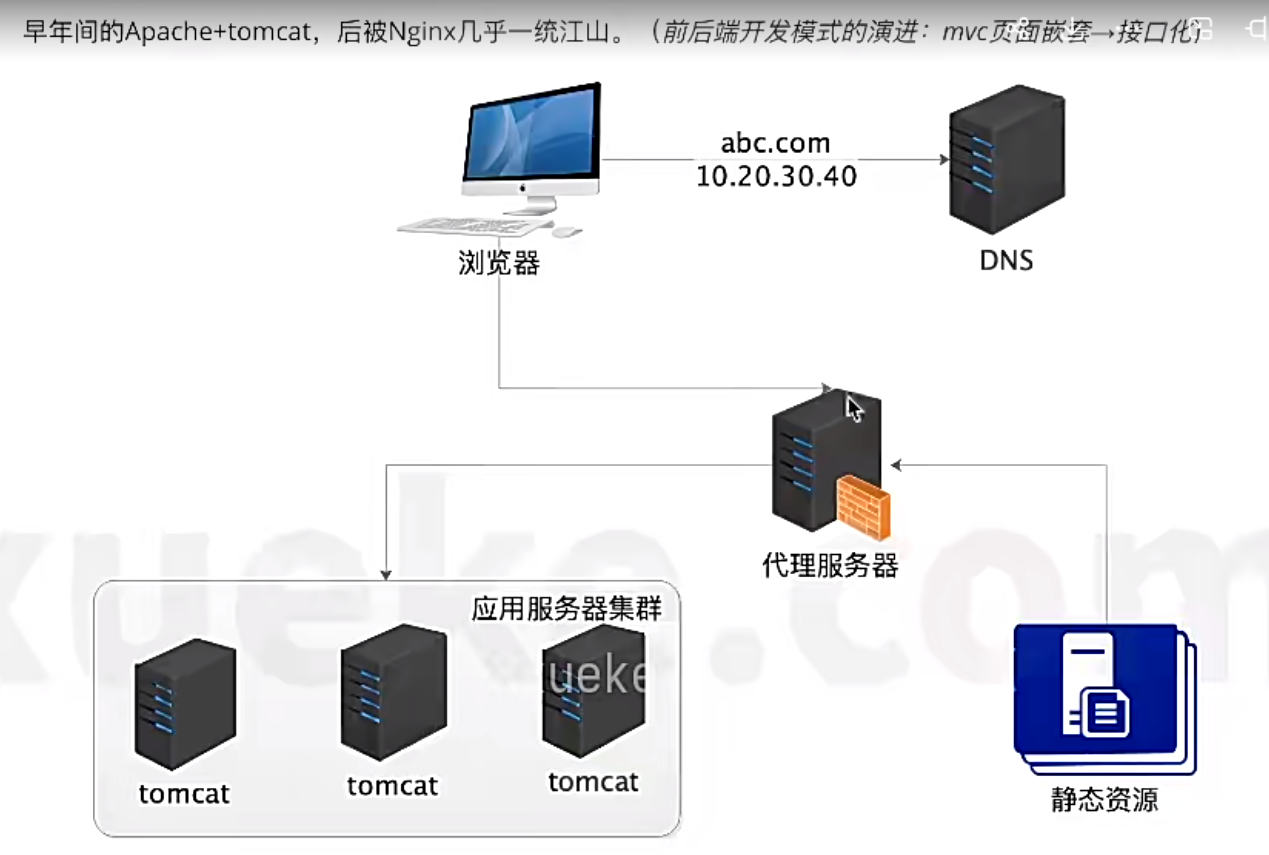 早年间的Apache+tomcat，后被Nginx几乎一统江山。（前后端开发模式的演进：mvc页面嵌套→接口化）
abc.com
10.20.30.40
浏览器
DNS
代理服务器
应用服务器集群
xueke.com
ueke
tomcat
tomcat
tomcat
静态资源